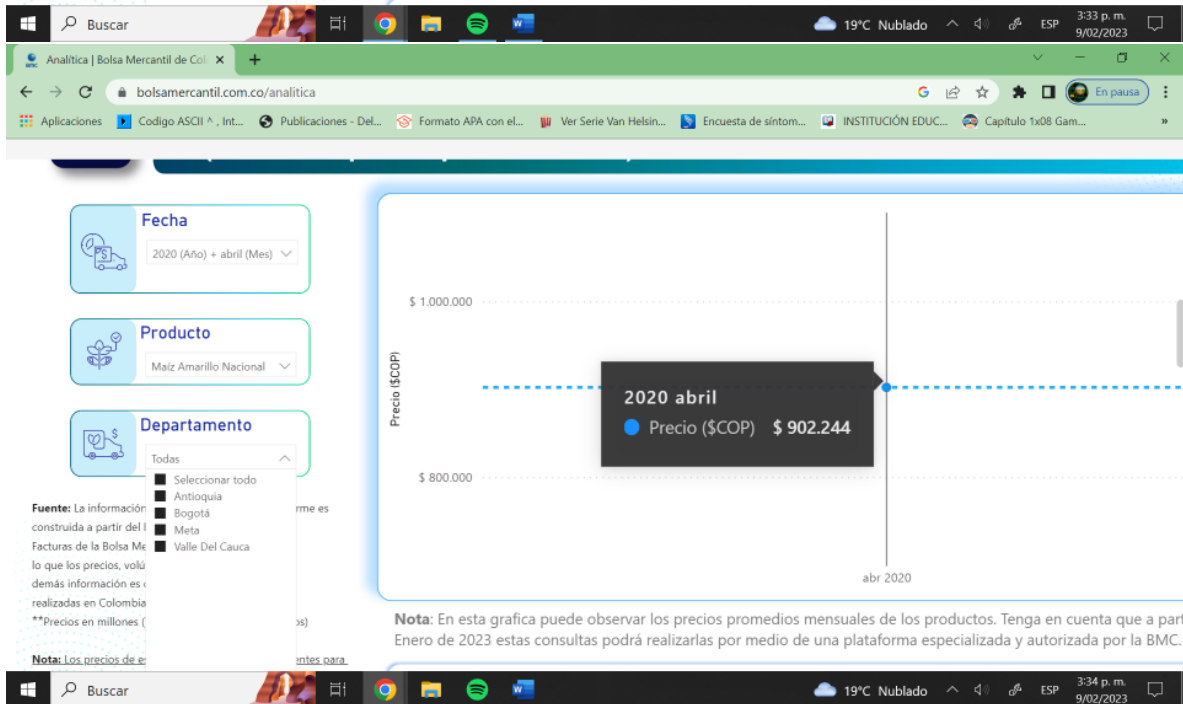 Buscar
19°C Nublado
ESP
3:33 p. m.
9/02/2023
Analítica | Bolsa Mercantil de Col
bolsamercantil.com.co/analitica
En pausa
Aplicaciones
Codigo ASCII ^ , Int...
Publicaciones - Del...
Formato APA con el...
Ver Serie Van Helsin...
Encuesta de síntom...
INSTITUCIÓN EDUC...
Capítulo 1x08 Gam...
»
Fecha
2020 (Año) + abril (Mes)
Producto
Maíz Amarillo Nacional
Departamento
Todas
Seleccionar todo
Antioquia
Bogotá
Meta
Valle Del Cauca
Fuente: La información rme es
construida a partir del
Facturas de la Bolsa Me
lo que los precios, volú
demás información es
realizadas en Colombia
**Precios en millones ( os)
Nota: Los precios de es entes para
$ 1.000.000
Precio ($COP)
2020 abril
Precio ($COP) $ 902.244
$ 800.000
abr 2020
Nota: En esta grafica puede observar los precios promedios mensuales de los productos. Tenga en cuenta que a part
Enero de 2023 estas consultas podrá realizarlas por medio de una plataforma especializada y autorizada por la BMC.
Buscar
19°C Nublado
ESP
3:34 p. m.
9/02/2023